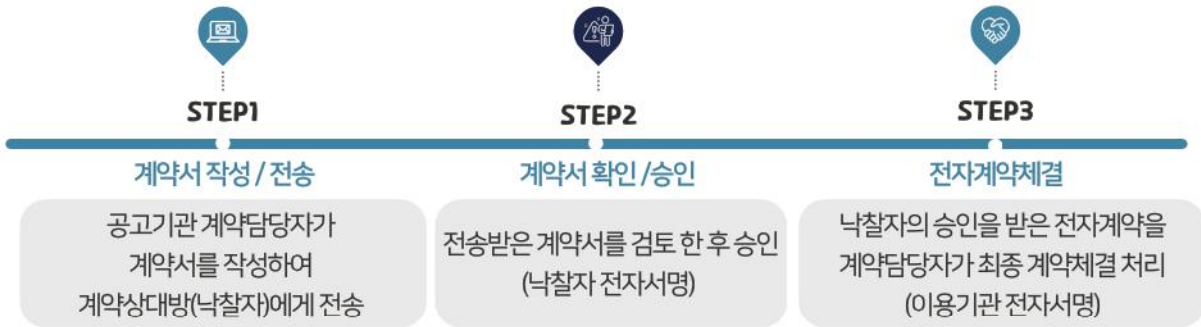 STEP1
계약서 작성 / 전송
공고기관 계약담당자가
계약서를 작성하여
계약상대방(낙찰자)에게 전송
STEP2
계약서 확인 /승인
전송받은 계약서를 검토 한 후 승인
(낙찰자 전자서명)
STEP3
전자계약체결
낙찰자의 승인을 받은 전자계약을
계약담당자가 최종 계약체결 처리
(이용기관 전자서명)